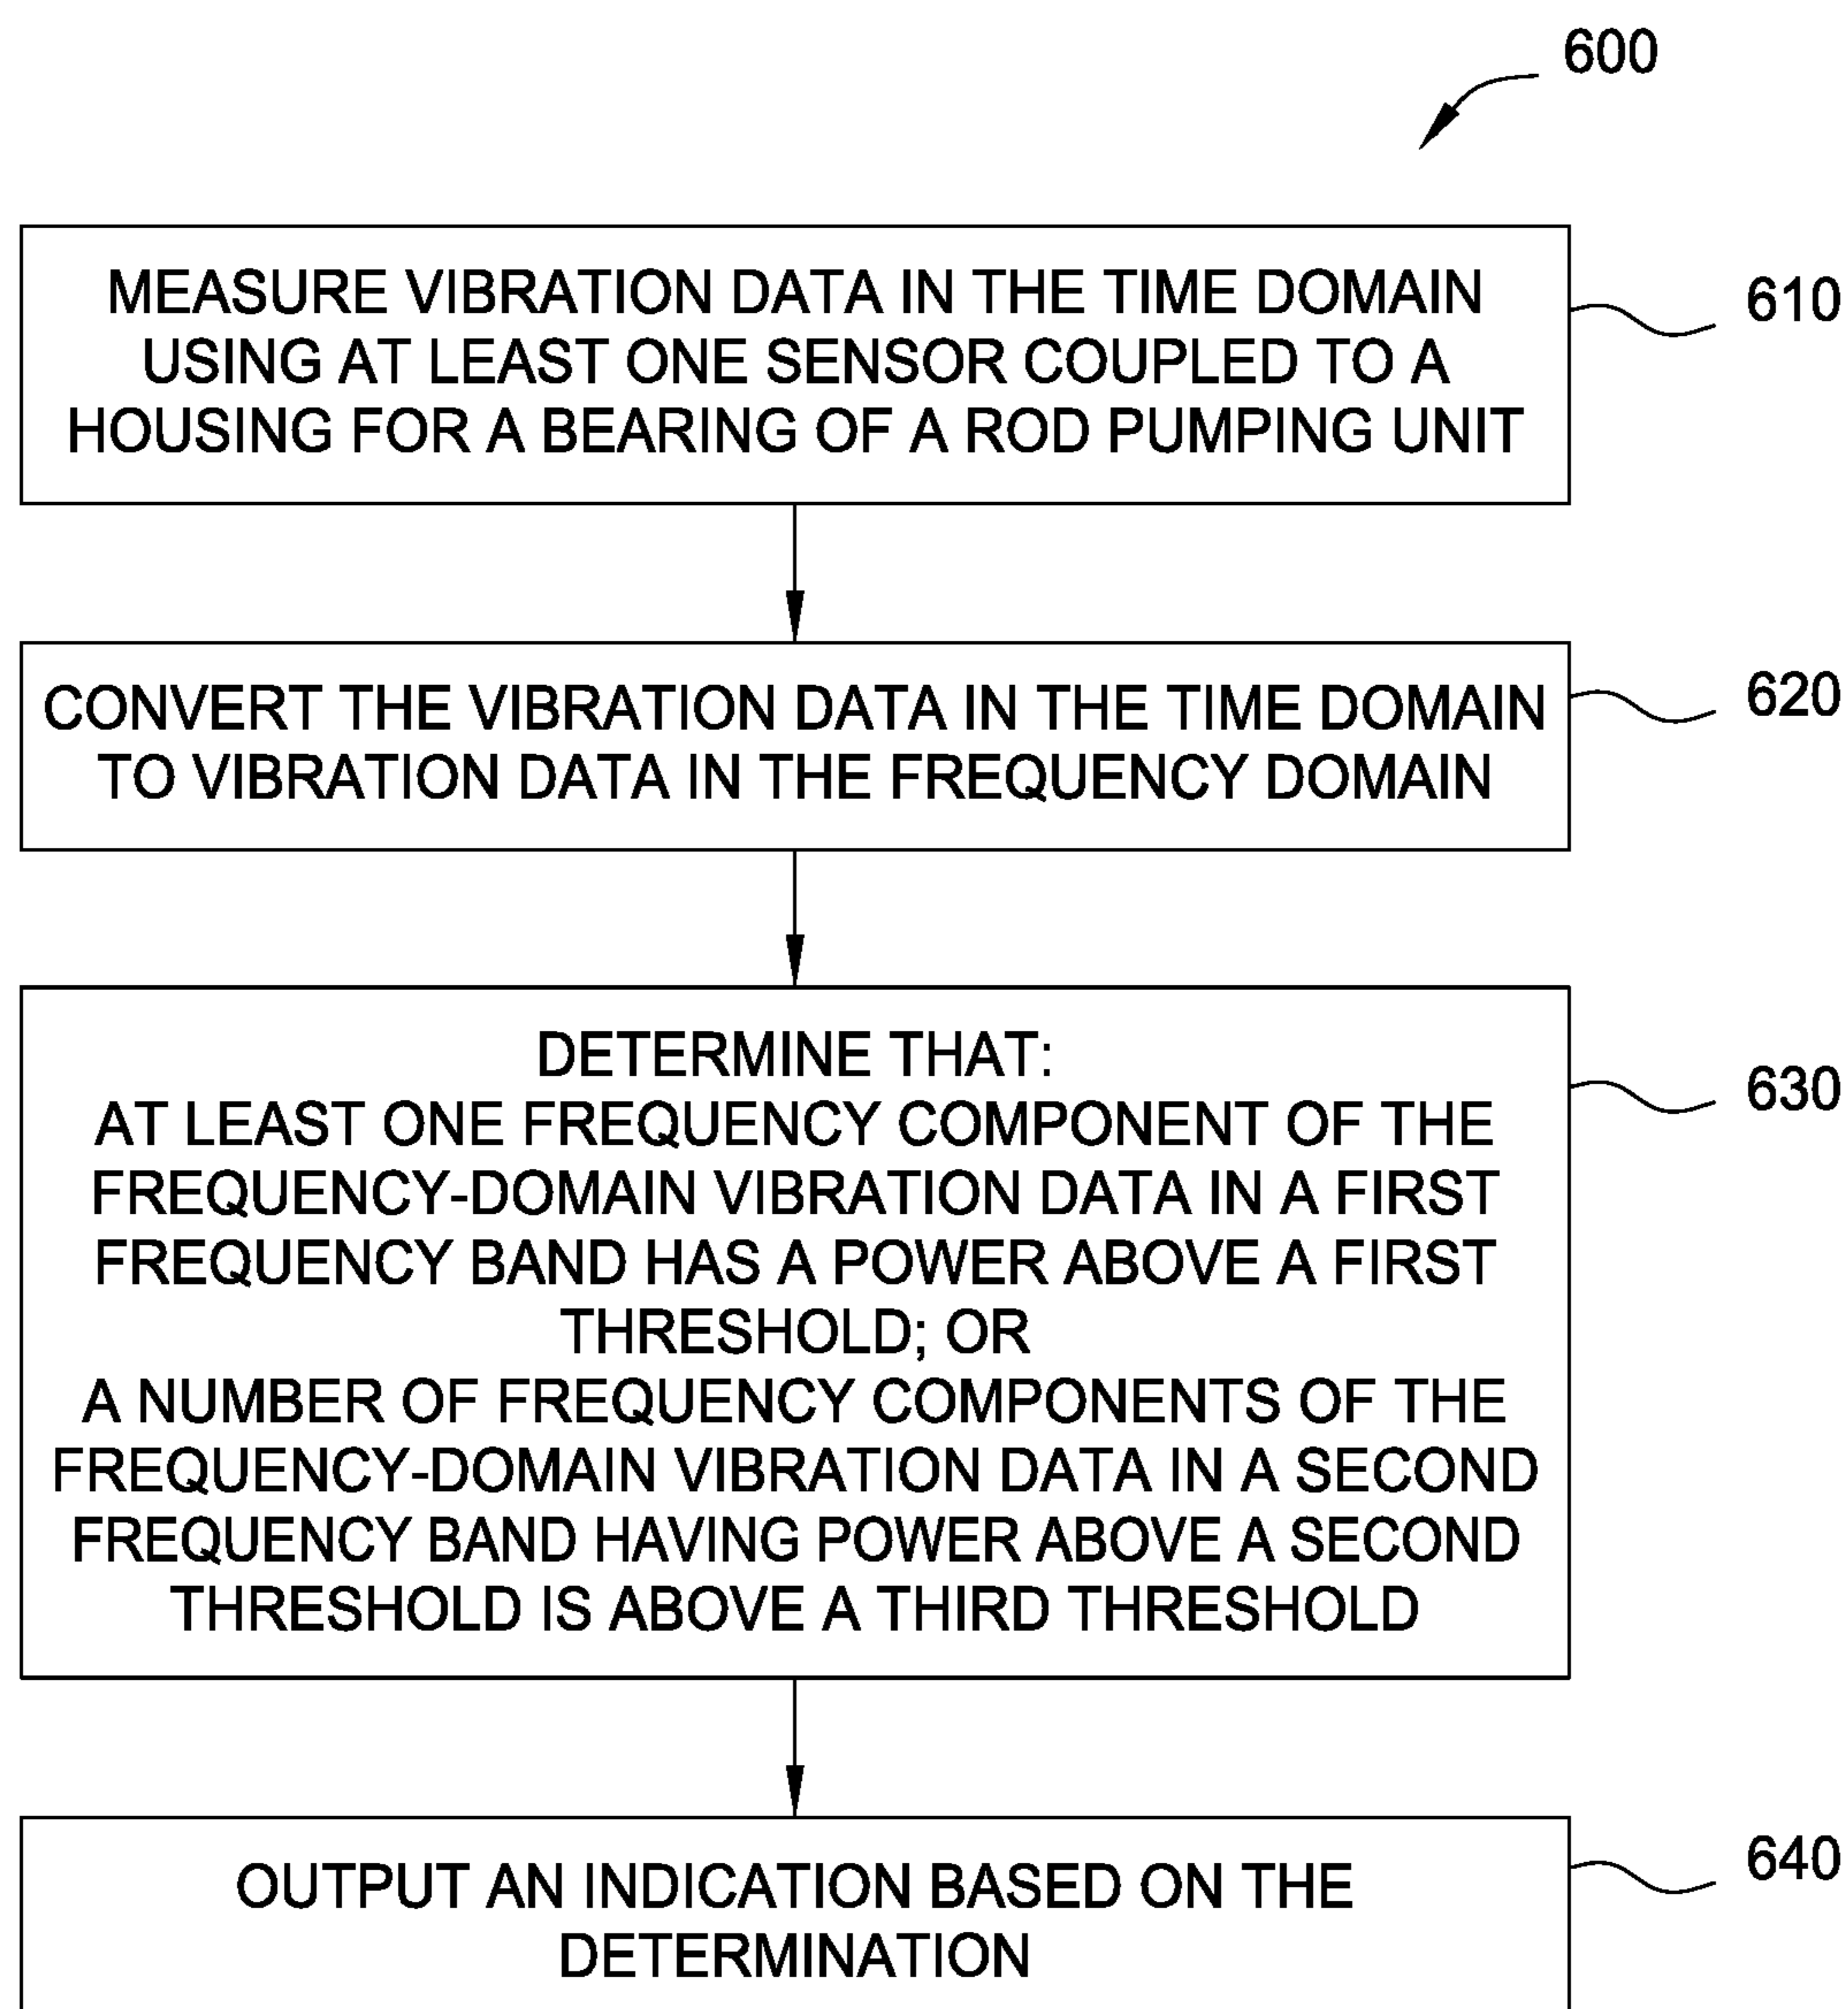 600
MEASURE VIBRATION DATA IN THE TIME DOMAIN
USING AT LEAST ONE SENSOR COUPLED TO A
HOUSING FOR A BEARING OF A ROD PUMPING UNIT
610
CONVERT THE VIBRATION DATA IN THE TIME DOMAIN
TO VIBRATION DATA IN THE FREQUENCY DOMAIN
620
DETERMINE THAT:
AT LEAST ONE FREQUENCY COMPONENT OF THE
FREQUENCY-DOMAIN VIBRATION DATA IN A FIRST
FREQUENCY BAND HAS A POWER ABOVE A FIRST
THRESHOLD; OR
A NUMBER OF FREQUENCY COMPONENTS OF THE
FREQUENCY-DOMAIN VIBRATION DATA IN A SECOND
FREQUENCY BAND HAVING POWER ABOVE A SECOND
THRESHOLD IS ABOVE A THIRD THRESHOLD
630
OUTPUT AN INDICATION BASED ON THE
DETERMINATION
640